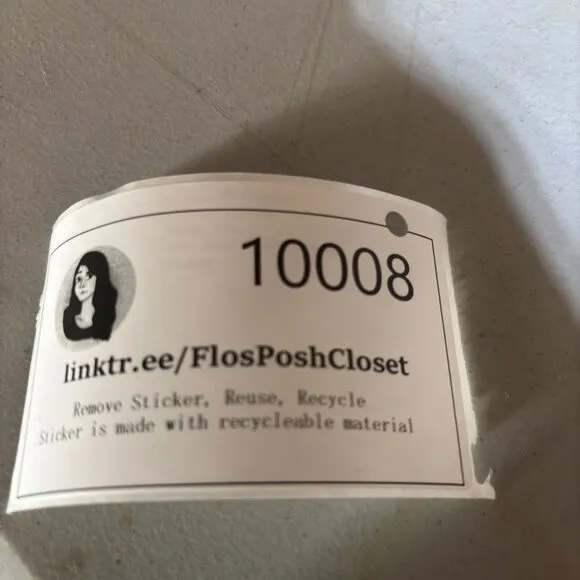 10008
linktr.ee/FlosPoshCloset
Remove Sticker, Reuse, Recycle
Sticker is made with recycleable material